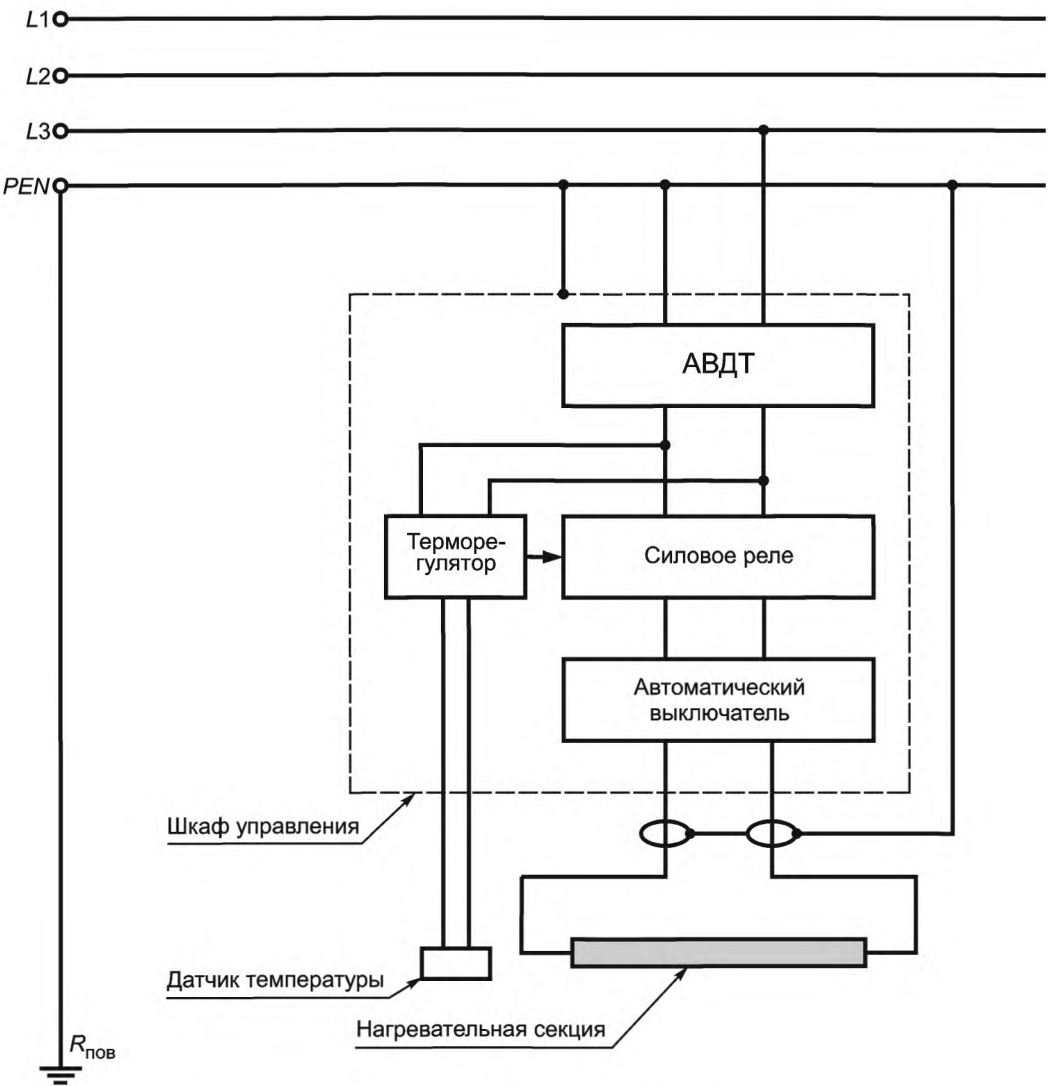 L1
L2
L3
PEN
АВДТ
Терморе-
гулятор
Силовое реле
Автоматический
выключатель
Шкаф управления
Датчик температуры
Нагревательная секция
Rпов